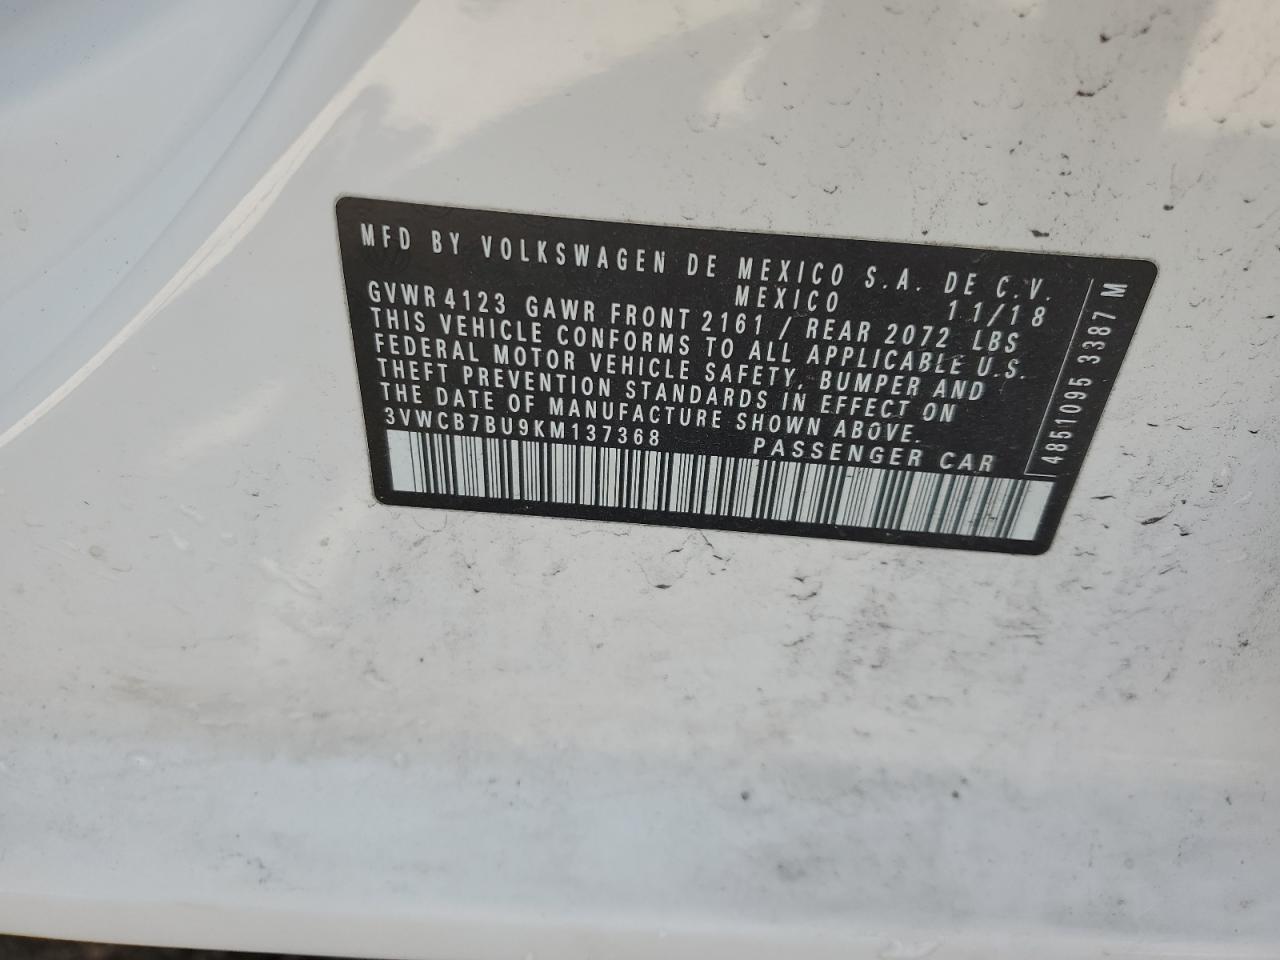 MFD BY VOLKSWAGEN DE MEXICO S.A. DE C.V.
MEXICO 11/18
GVWR 4123 GAWR FRONT 2161 / REAR 2072 LBS
THIS VEHICLE CONFORMS TO ALL APPLICABLE U.S.
FEDERAL MOTOR VEHICLE SAFETY, BUMPER AND
THEFT PREVENTION STANDARDS IN EFFECT ON
THE DATE OF MANUFACTURE SHOWN ABOVE.
3VWCB7BU9KM137368 PASSENGER CAR
4851095 3387 M